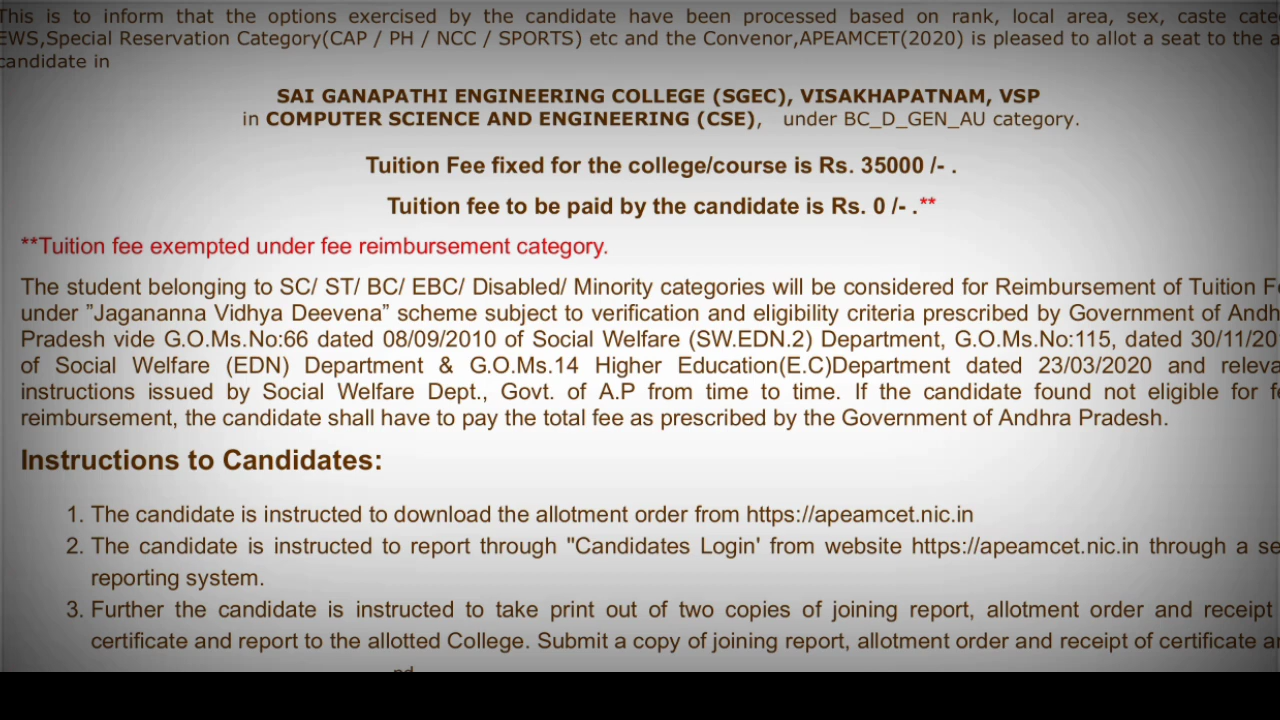 This is to inform that the options exercised by the candidate have been processed based on rank, local area, sex, caste
EWS,Special Reservation Category(CAP / PH / NCC / SPORTS) etc and the Convenor,APEAMCET(2020) is pleased to allot a seat to the
candidate in
SAI GANAPATHI ENGINEERING COLLEGE (SGEC), VISAKHAPATNAM, VSP
in COMPUTER SCIENCE AND ENGINEERING (CSE), under BC_D_GEN_AU category.
Tuition Fee fixed for the college/course is Rs. 35000 /- .
Tuition fee to be paid by the candidate is Rs. 0 /- .**
**Tuition fee exempted under fee reimbursement category.
The student belonging to SC/ ST/ BC/ EBC/ Disabled/ Minority categories will be considered for Reimbursement of Tuition
under ”Jagananna Vidhya Deevena” scheme subject to verification and eligibility criteria prescribed by Government of
Pradesh vide G.O.Ms.No:66 dated 08/09/2010 of Social Welfare (SW.EDN.2) Department, G.O.Ms.No:115, dated
of Social Welfare (EDN) Department & G.O.Ms.14 Higher Education(E.C)Department dated 23/03/2020 and
instructions issued by Social Welfare Dept., Govt. of A.P from time to time. If the candidate found not eligible for
reimbursement, the candidate shall have to pay the total fee as prescribed by the Government of Andhra Pradesh.
Instructions to Candidates:
1. The candidate is instructed to download the allotment order from https://apeamcet.nic.in
2. The candidate is instructed to report through "Candidates Login' from website https://apeamcet.nic.in through a
reporting system.
3. Further the candidate is instructed to take print out of two copies of joining report, allotment order and receipt
certificate and report to the allotted College. Submit a copy of joining report, allotment order and receipt of certificate